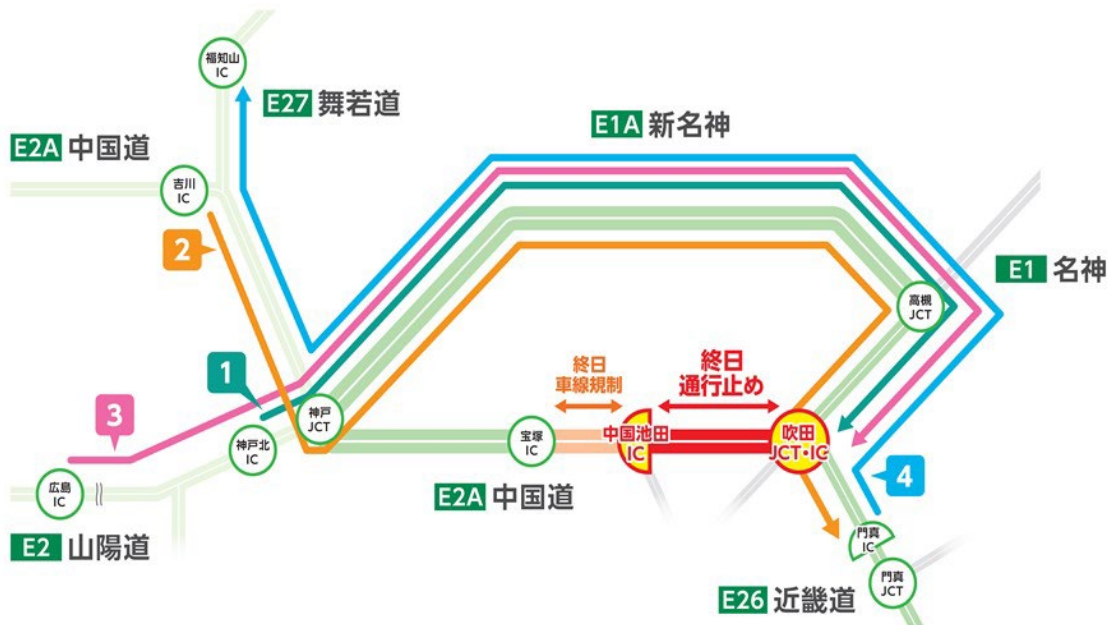 福知山
IC
E27 舞若道
E1A 新名神
E2A 中国道
吉川
IC
2
E1 名神
高槻
JCT
終日
車線規制
終日
通行止め
1
3
神戸
JCT
神戸北
IC
宝塚
IC
中国池田
IC
吹田
JCT・IC
4
広島
IC
E2A 中国道
E2 山陽道
門真
IC
門真
JCT
E26 近畿道